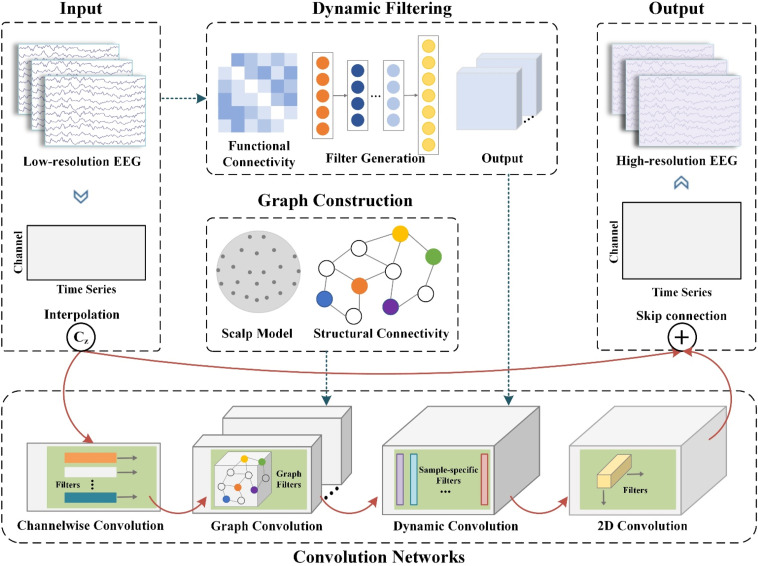 Input
Dynamic Filtering
Output
Low-resolution EEG
Functional
Connectivity
Filter Generation
Output
High-resolution EEG
Channel
Time Series
Interpolation
Cz
Graph Construction
Scalp Model
Structural Connectivity
Channel
Time Series
Skip connection
+
Filters
Channelwise Convolution
Graph
Filters
Graph Convolution
Sample-specific
Filters
Dynamic Convolution
Filters
2D Convolution
Convolution Networks